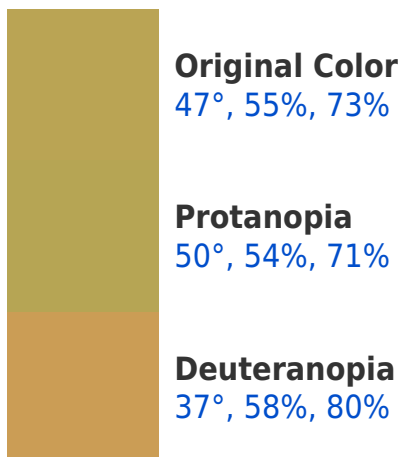 Original Color
47°, 55%, 73%
Protanopia
50°, 54%, 71%
Deuteranopia
37°, 58%, 80%